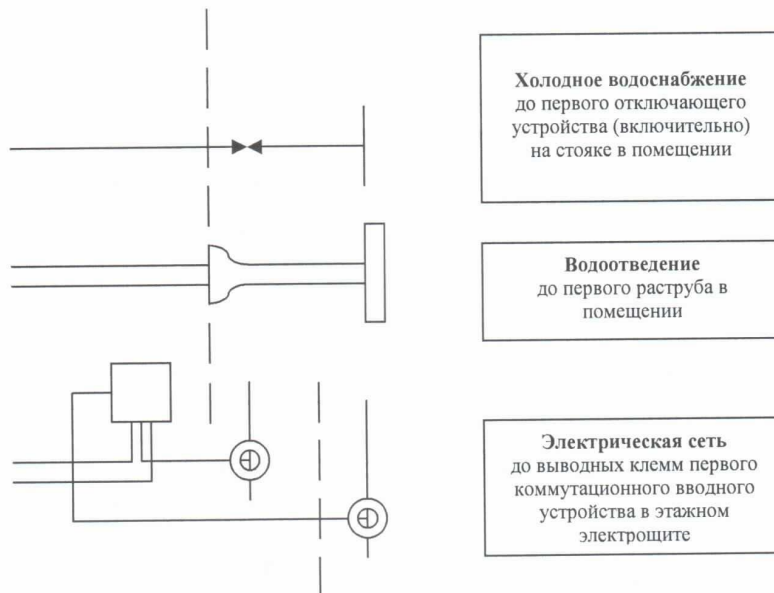 Холодное водоснабжение
до первого отключающего
устройства (включительно)
на стояке в помещении
Водоотведение
до первого раструба в
помещении
Электрическая сеть
до выводных клемм первого
коммутационного вводного
устройства в этажном
электрощите